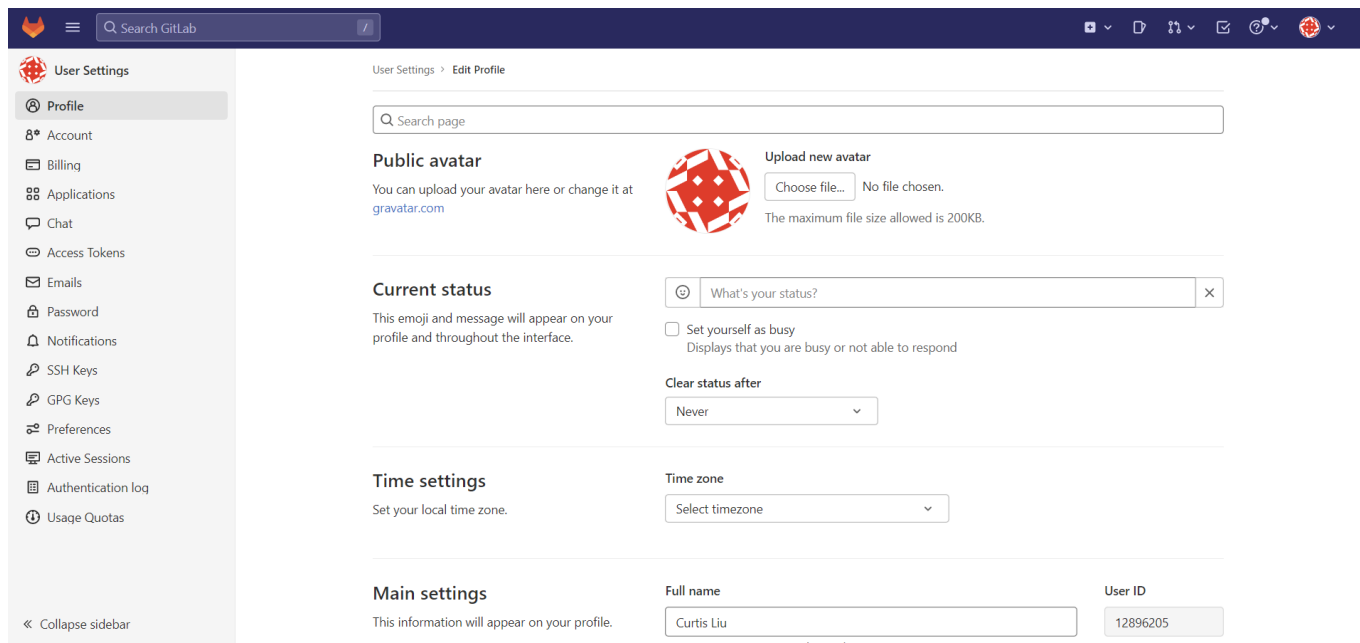 Search GitLab /
User Settings
Profile
Account
Billing
Applications
Chat
Access Tokens
Emails
Password
Notifications
SSH Keys
GPG Keys
Preferences
Active Sessions
Authentication log
Usage Quotas
« Collapse sidebar
User Settings > Edit Profile
Search page
Public avatar
You can upload your avatar here or change it at
gravatar.com
Upload new avatar
Choose file... No file chosen.
The maximum file size allowed is 200KB.
Current status
This emoji and message will appear on your
profile and throughout the interface.
What's your status?
Set yourself as busy
Displays that you are busy or not able to respond
Clear status after
Never
Time settings
Set your local time zone.
Time zone
Select timezone
Main settings
This information will appear on your profile.
Full name
Curtis Liu
User ID
12896205